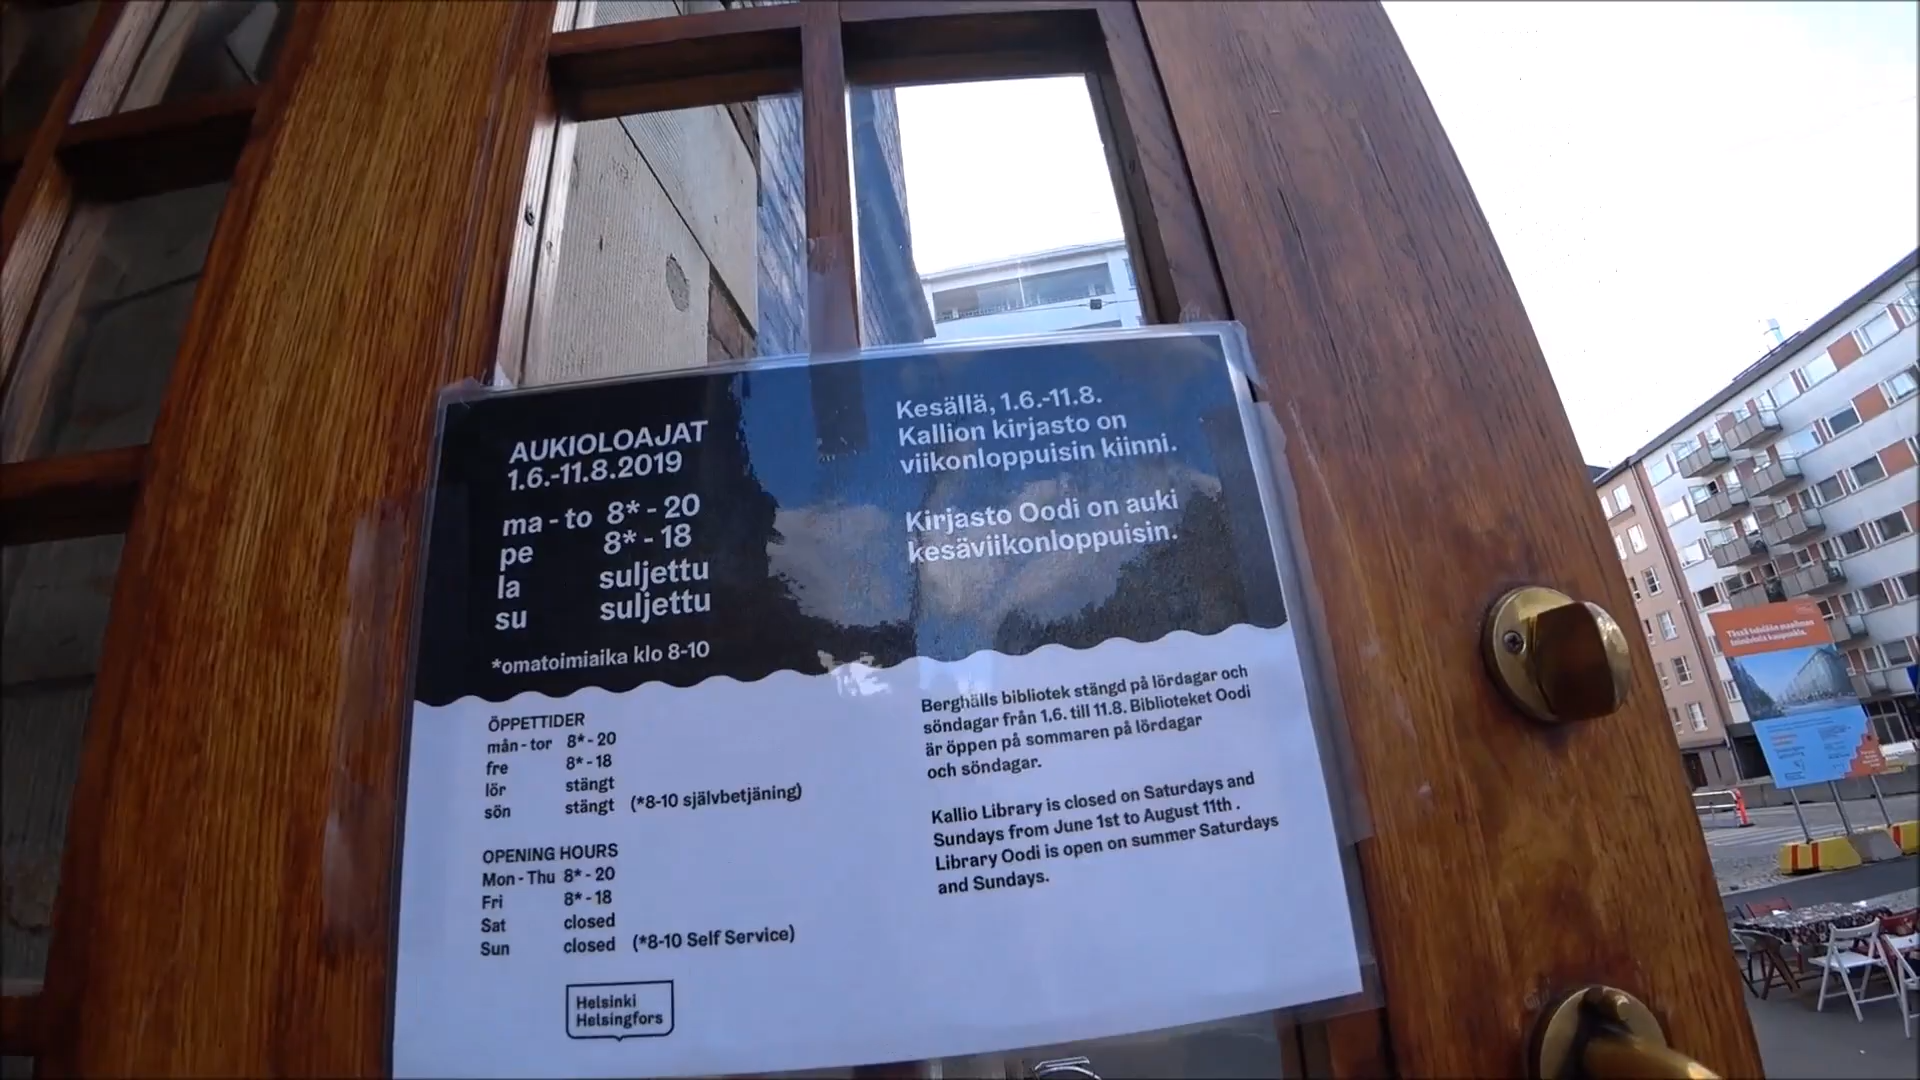 AUKIOLOAJAT
1.6.-11.8.2019
ma - to 8* - 20
pe 8* - 18
la suljettu
su suljettu
*omatoimiaika klo 8-10
Kesällä, 1.6.-11.8.
Kallion kirjasto on
viikonloppuisin kiinni.
Kirjasto Oodi on auki
kesäviikonloppuisin.
ÖPPETTIDER
mån - tor 8* - 20
fre 8* - 18
lör stängt
sön stängt (*8-10 självbetjäning)
OPENING HOURS
Mon - Thu 8* - 20
Fri 8* - 18
Sat closed
Sun closed (*8-10 Self Service)
Berghälls bibliotek stängd på lördagar och
söndagar från 1.6. till 11.8. Biblioteket Oodi
är öppen på sommaren på lördagar
och söndagar.
Kallio Library is closed on Saturdays and
Sundays from June 1st to August 11th .
Library Oodi is open on summer Saturdays
and Sundays.
Helsinki
Helsingfors